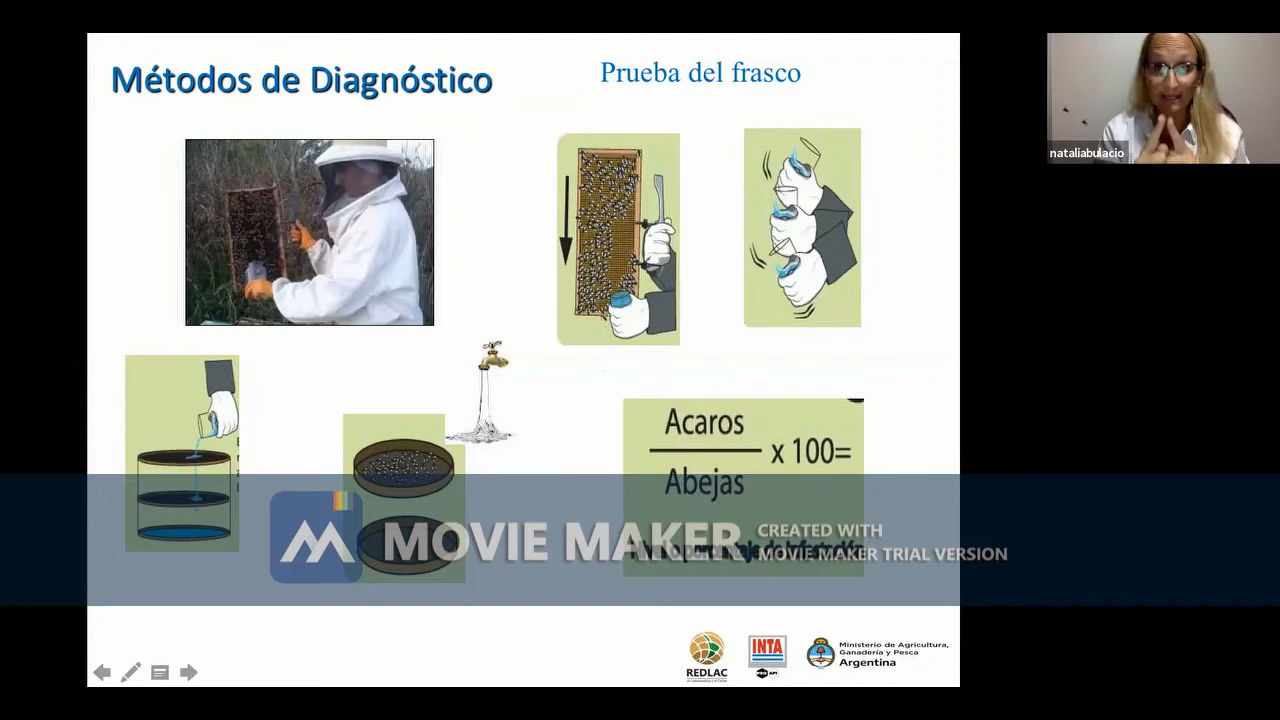 Métodos de Diagnóstico
Prueba del frasco
nataliabulacio
Acaros
x 100=
Abejas
MOVIE MAKER
CREATED WITH
MOVIE MAKER TRIAL VERSION
REDLAC
INTA
PROAPI
Ministerio de Agricultura,
Ganadería y Pesca
Argentina